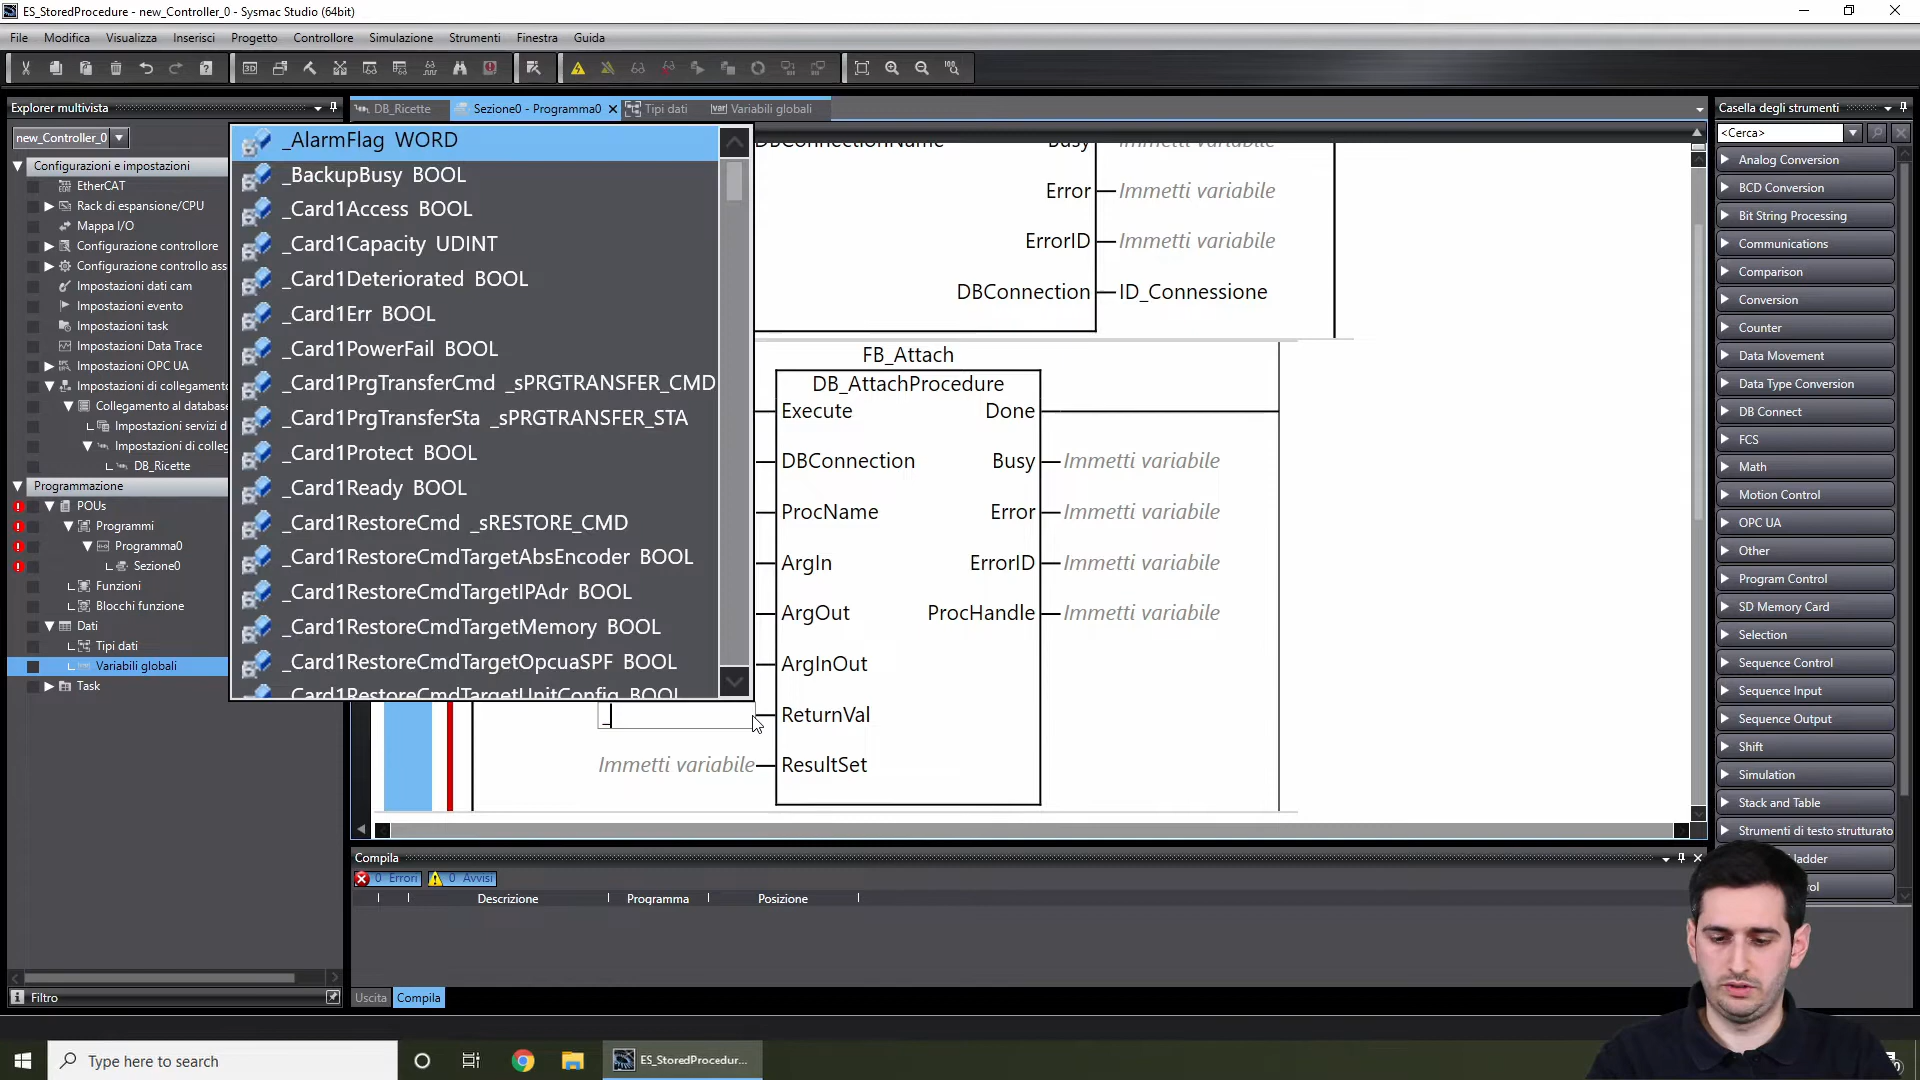 ES_StoredProcedure - new_Controller_0 - Sysmac Studio (64bit)
File Modifica Visualizza Inserisci Progetto Controllore Simulazione Strumenti Finestra Guida
Explorer multivista
new_Controller_0
Configurazioni e impostazioni
EtherCAT
Rack di espansione/CPU
Mappa I/O
Configurazione controllore
Configurazione controllo ass
Impostazioni dati cam
Impostazioni evento
Impostazioni task
Impostazioni Data Trace
Impostazioni OPC UA
Impostazioni di collegamento
Collegamento al database
Impostazioni servizi d
Impostazioni di colleg
DB_Ricette
Programmazione
POUs
Programmi
Programma0
Sezione0
Funzioni
Blocchi funzione
Dati
Tipi dati
Variabili globali
Task
Filtro
DB_Ricette
Sezione0 - Programma0
Tipi dati
Variabili globali
_AlarmFlag WORD
_BackupBusy BOOL
_Card1Access BOOL
_Card1Capacity UDINT
_Card1Deteriorated BOOL
_Card1Err BOOL
_Card1PowerFail BOOL
_Card1PrgTransferCmd _sPRGTRANSFER_CMD
_Card1PrgTransferSta _sPRGTRANSFER_STA
_Card1Protect BOOL
_Card1Ready BOOL
_Card1RestoreCmd _sRESTORE_CMD
_Card1RestoreCmdTargetAbsEncoder BOOL
_Card1RestoreCmdTargetIPAdr BOOL
_Card1RestoreCmdTargetMemory BOOL
_Card1RestoreCmdTargetOpcuaSPF BOOL
_Card1RestoreCmdTargetUnitConfig BOOL
DBConnectionName Busy Immetti variabile
Error Immetti variabile
ErrorID Immetti variabile
DBConnection ID_Connessione
FB_Attach
DB_AttachProcedure
Execute Done
DBConnection Busy Immetti variabile
ProcName Error Immetti variabile
ArgIn ErrorID Immetti variabile
ArgOut ProcHandle Immetti variabile
ArgInOut
_ ReturnVal
Immetti variabile ResultSet
Compila
0 Errori 0 Avvisi
Descrizione Programma Posizione
Uscita Compila
Casella degli strumenti
<Cerca>
Analog Conversion
BCD Conversion
Bit String Processing
Communications
Comparison
Conversion
Counter
Data Movement
Data Type Conversion
DB Connect
FCS
Math
Motion Control
OPC UA
Other
Program Control
SD Memory Card
Selection
Sequence Control
Sequence Input
Sequence Output
Shift
Simulation
Stack and Table
Strumenti di testo strutturato
ladder
Type here to search
ES_StoredProcedur...